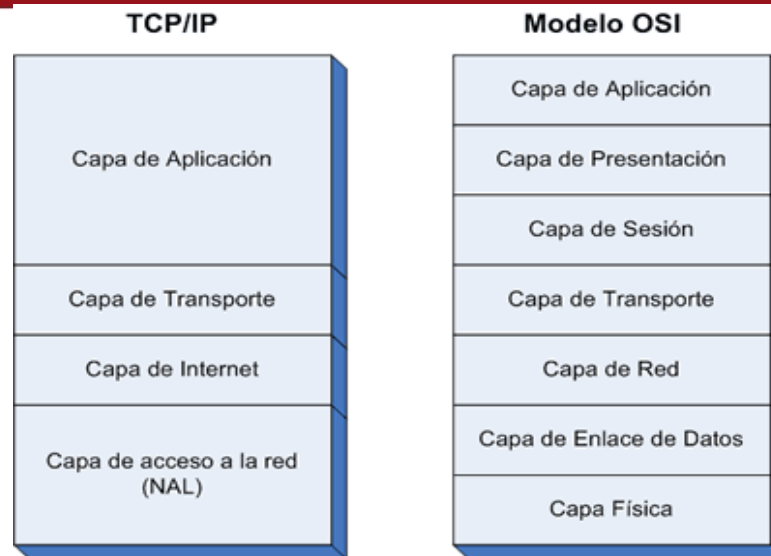 TCP/IP
Capa de Aplicación
Capa de Transporte
Capa de Internet
Capa de acceso a la red
(NAL)
Modelo OSI
Capa de Aplicación
Capa de Presentación
Capa de Sesión
Capa de Transporte
Capa de Red
Capa de Enlace de Datos
Capa Física